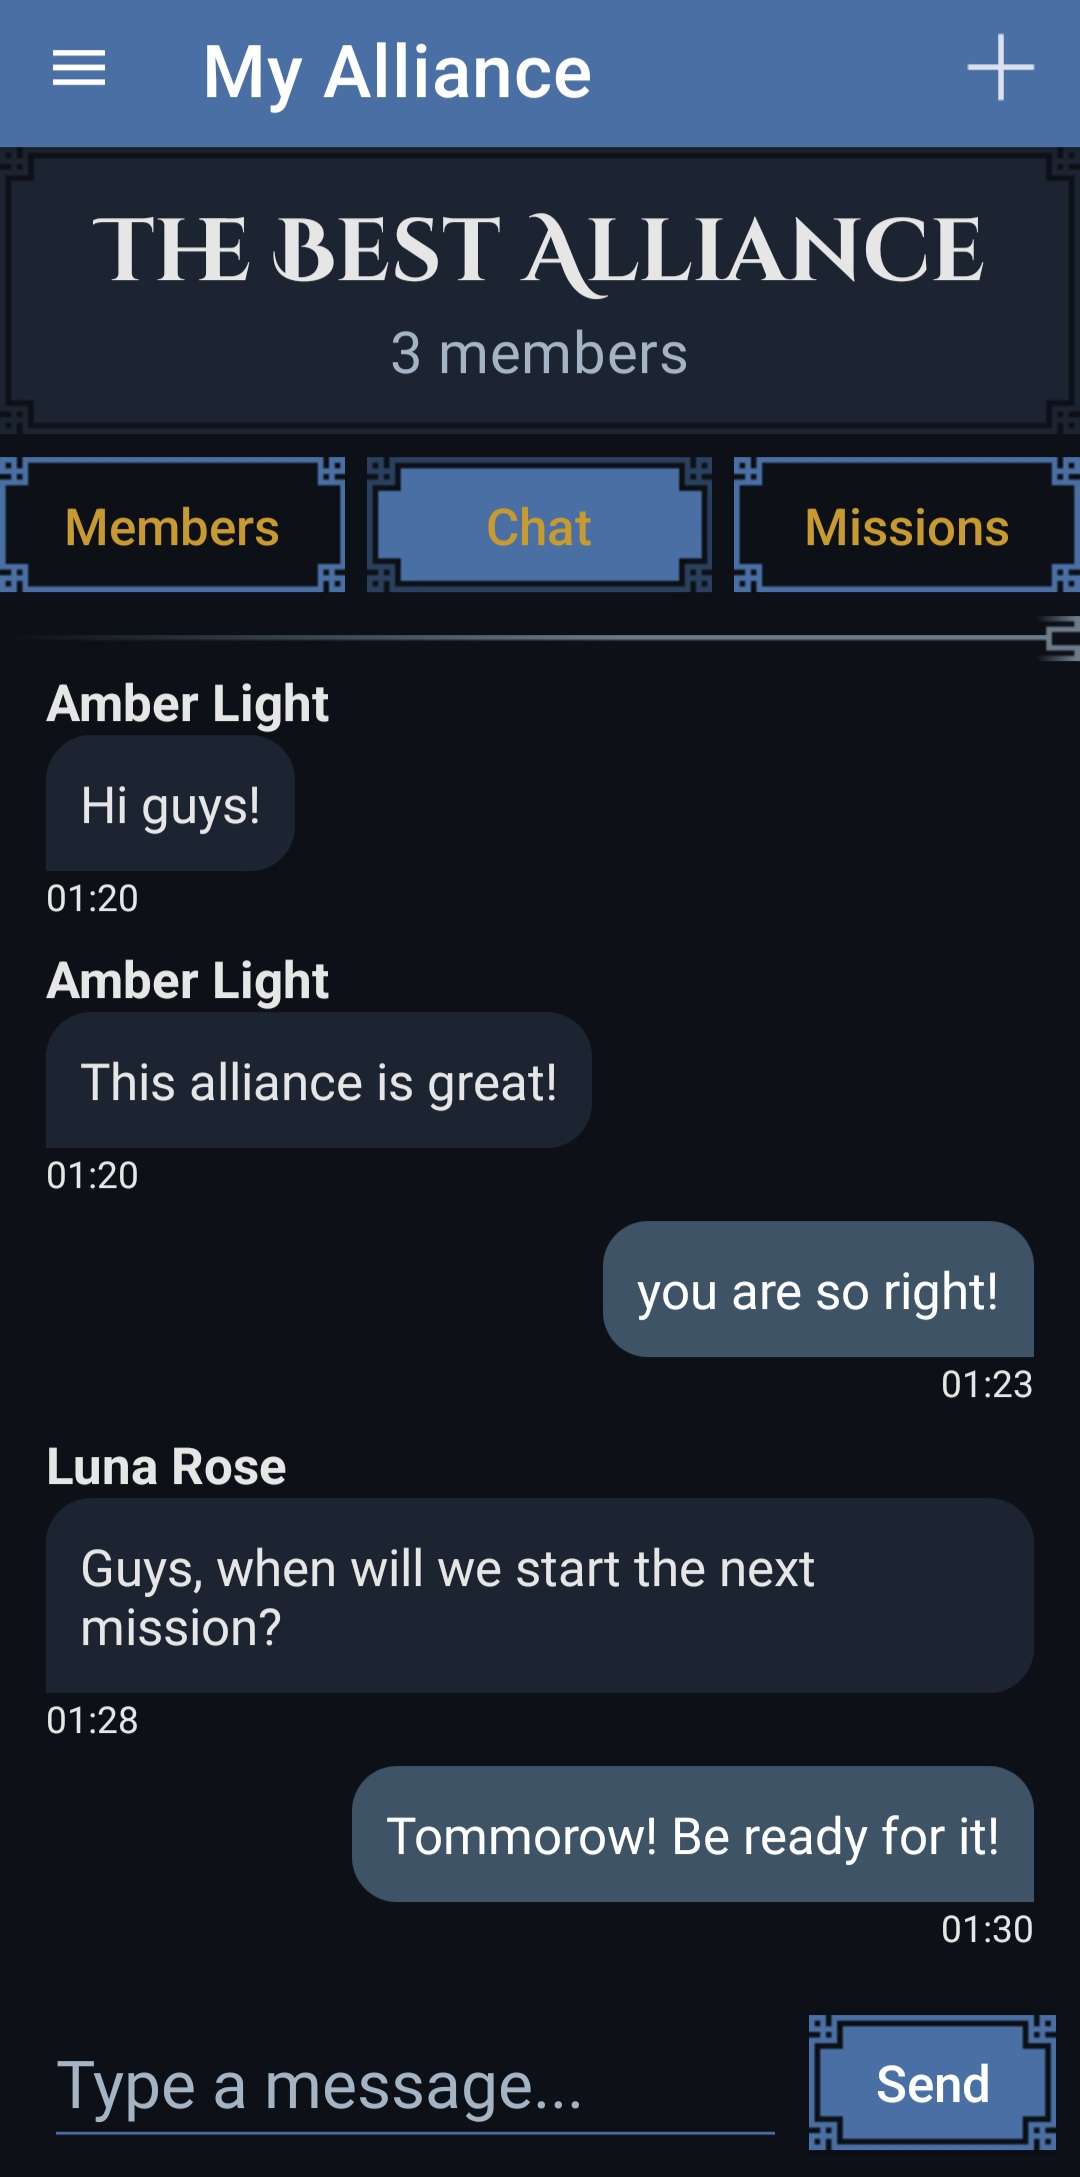 My Alliance
The Best Alliance
3 members
Members
Chat
Missions
Amber Light
Hi guys!
01:20
Amber Light
This alliance is great!
01:20
you are so right!
01:23
Luna Rose
Guys, when will we start the next
mission?
01:28
Tommorow! Be ready for it!
01:30
Type a message...
Send